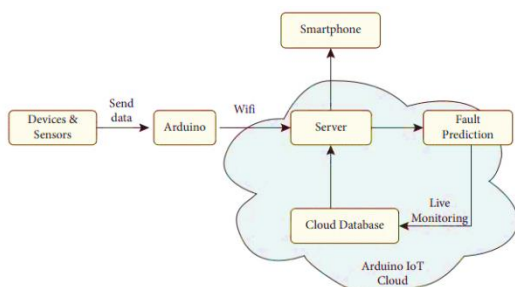 Smartphone
Send
data
Wifi
Devices &
Sensors
Arduino
Server
Fault
Prediction
Live
Monitoring
Cloud Database
Arduino IoT
Cloud